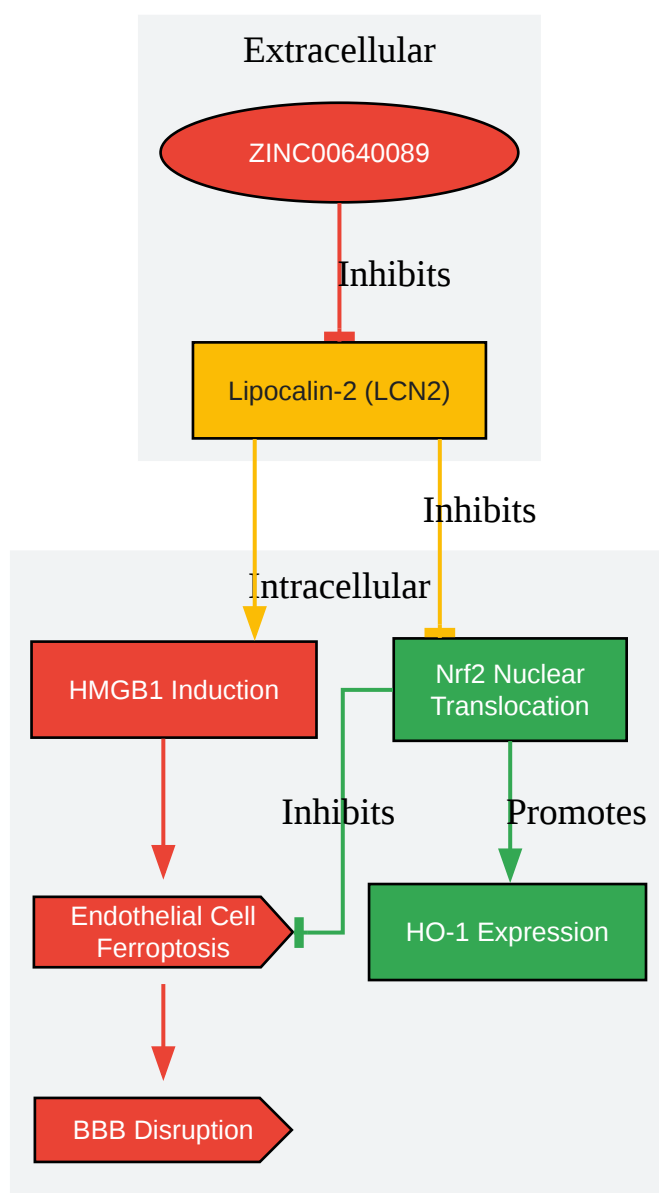 Extracellular
ZINC00640089
Inhibits
Lipocalin-2 (LCN2)
Inhibits
Intracellular
HMGB1 Induction
Nrf2 Nuclear
Translocation
Inhibits
Promotes
Endothelial Cell
Ferroptosis
HO-1 Expression
BBB Disruption